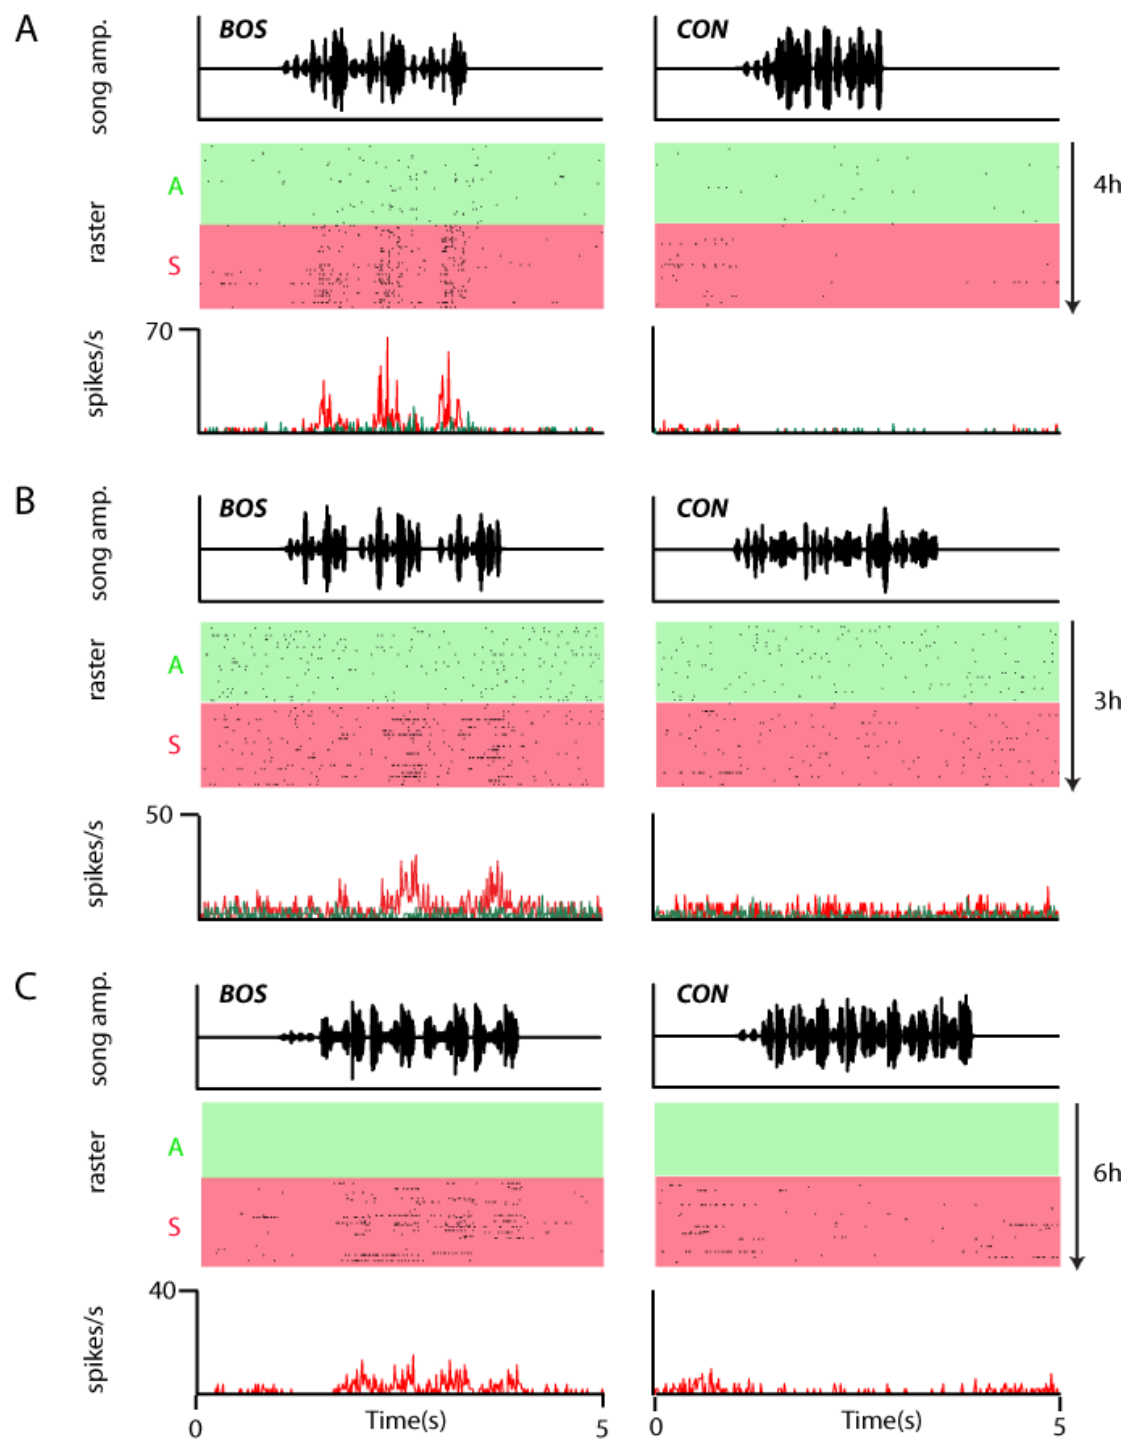 A
song amp.
BOS
CON
raster
A
S
4h
spikes/s
70
B
song amp.
BOS
CON
raster
A
S
3h
spikes/s
50
C
song amp.
BOS
CON
raster
A
S
6h
spikes/s
40
0
Time(s)
5
0
Time(s)
5